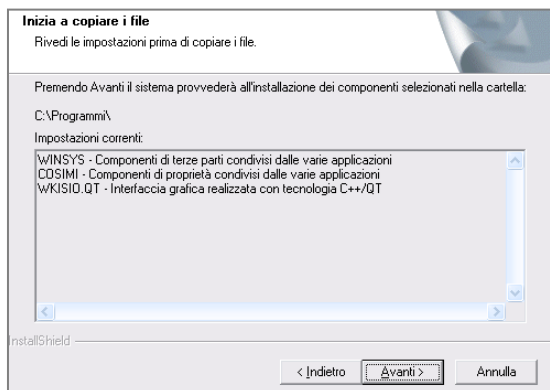 Inizia a copiare i file
Rivedi le impostazioni prima di copiare i file.
Premendo Avanti il sistema provvederà all'installazione dei componenti selezionati nella cartella:
C:\Programmi\
Impostazioni correnti:
WINSYS - Componenti di terze parti condivisi dalle varie applicazioni
COSIMI - Componenti di proprietà condivisi dalle varie applicazioni
WKISIO.QT - Interfaccia grafica realizzata con tecnologia C++/QT
InstallShield
< Indietro
Avanti >
Annulla